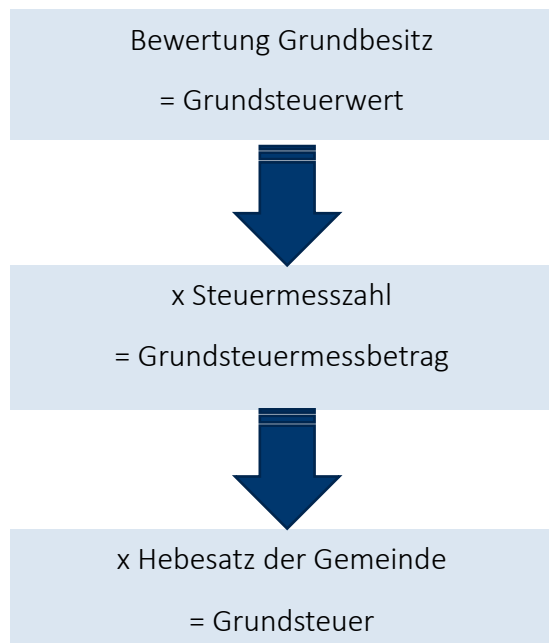 Bewertung Grundbesitz
= Grundsteuerwert
x Steuermesszahl
= Grundsteuermessbetrag
x Hebesatz der Gemeinde
= Grundsteuer